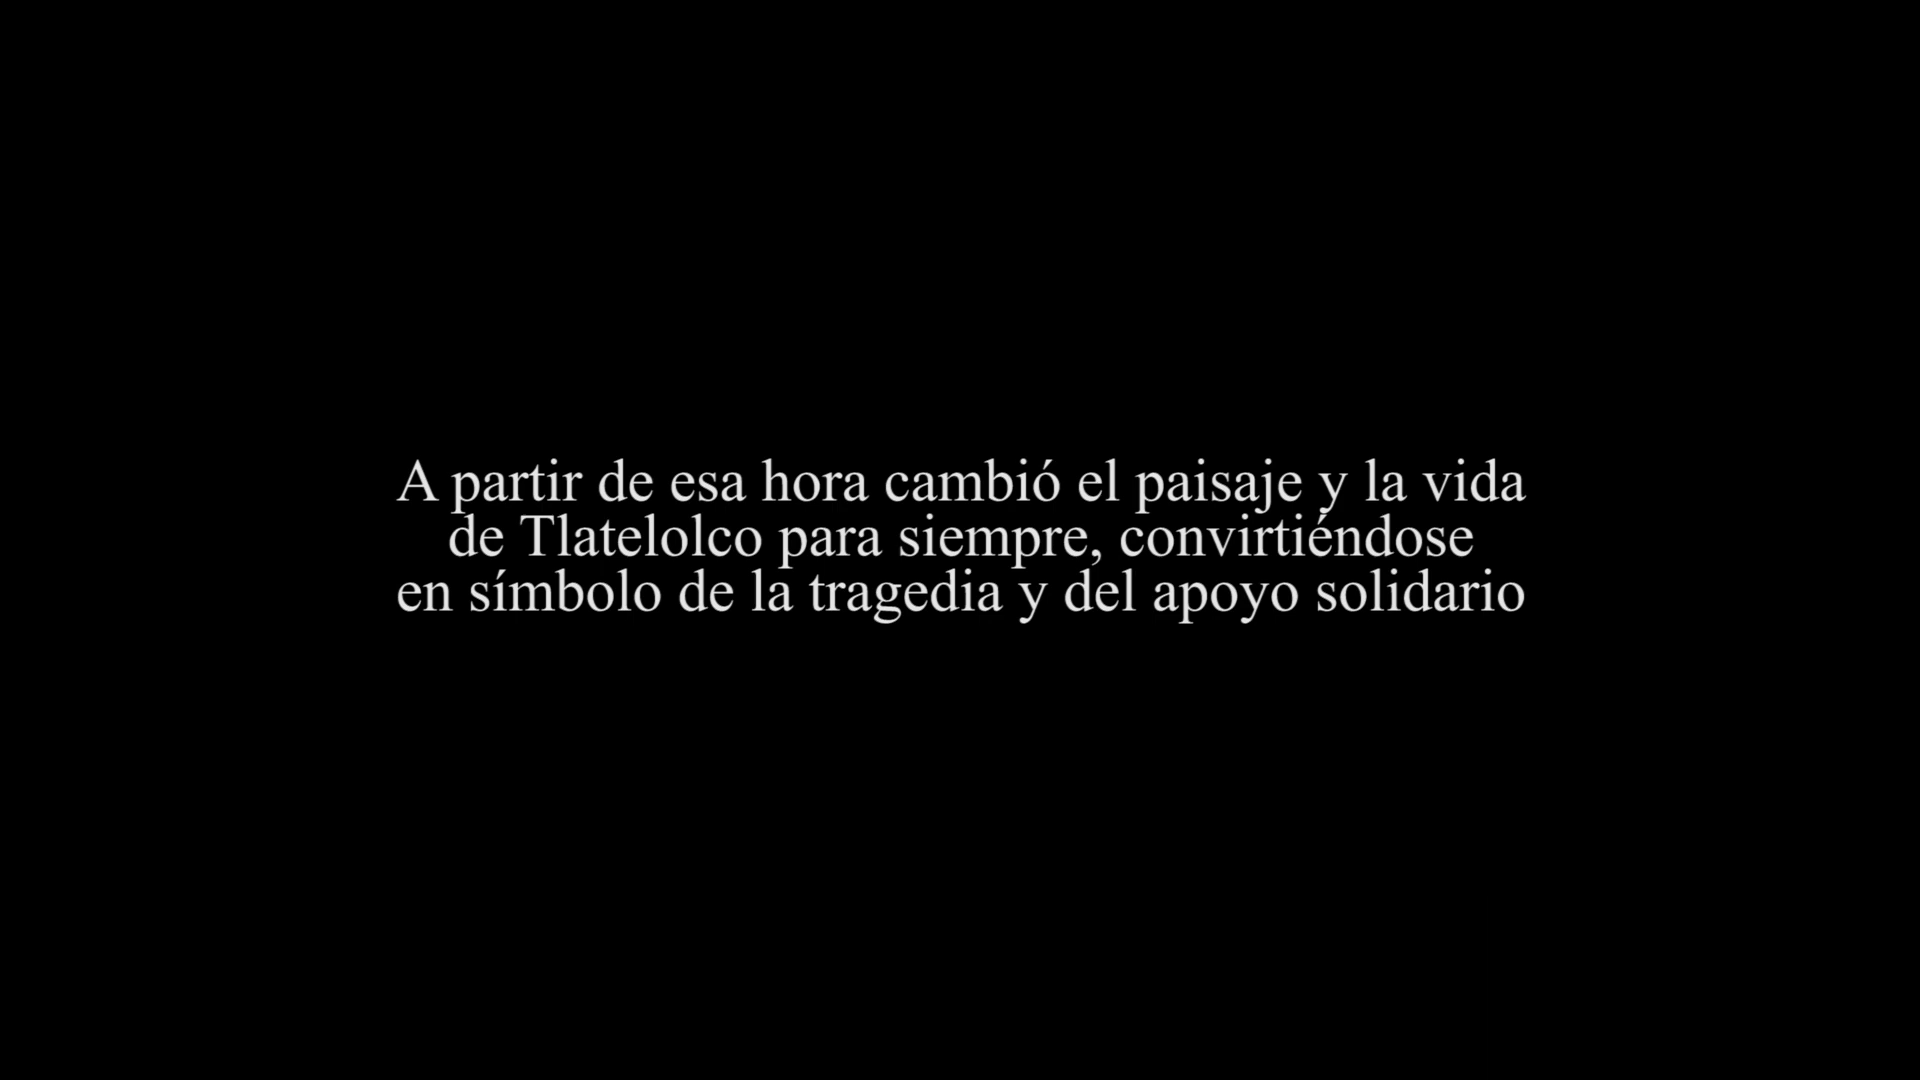 A partir de esa hora cambió el paisaje y la vida
de Tlatelolco para siempre, convirtiéndose
en símbolo de la tragedia y del apoyo solidario